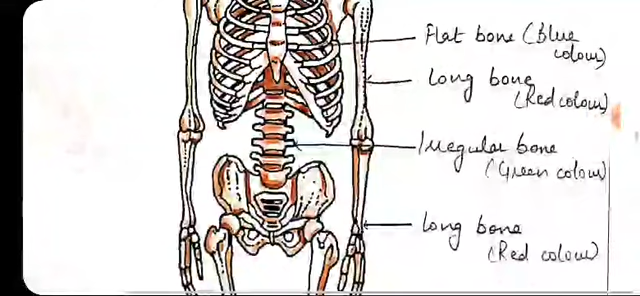 Flat bone (Blue
colour)
Long bone
(Red colour)
Irregular bone
(Green colour)
Long bone
(Red colour)